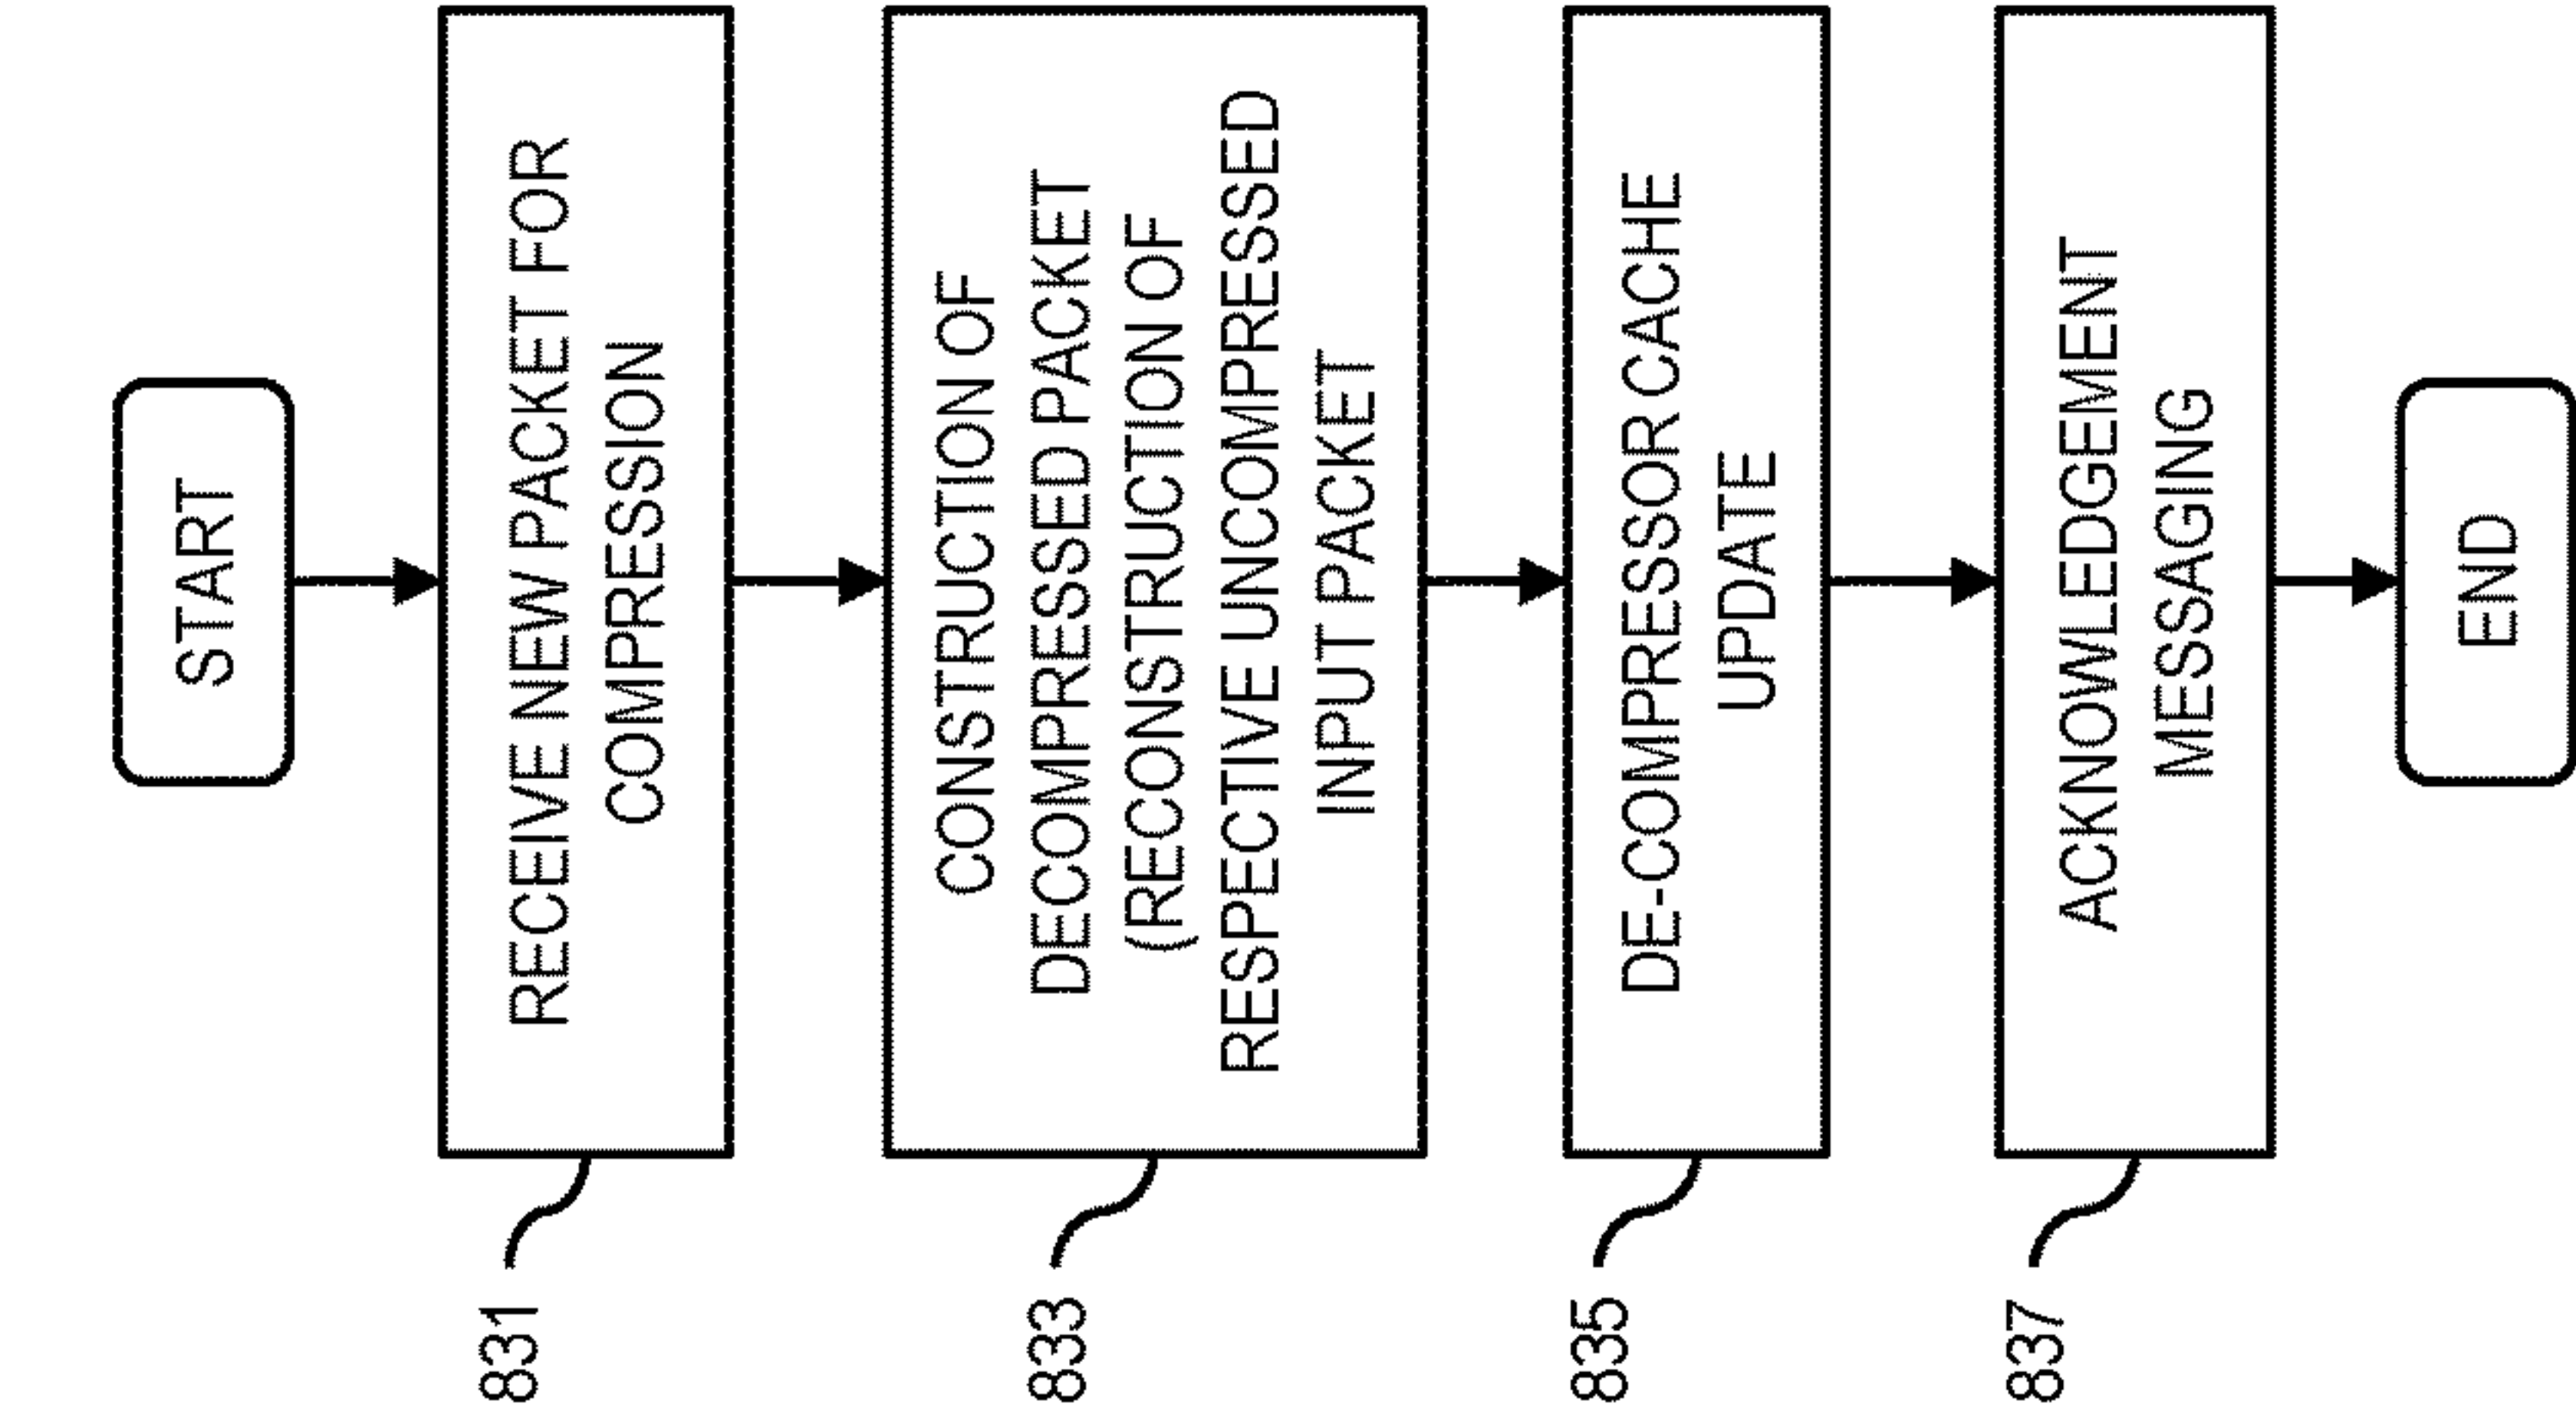 START
831
RECEIVE NEW PACKET FOR
COMPRESSION
833
CONSTRUCTION OF
DECOMPRESSED PACKET
(RECONSTRUCTION OF
RESPECTIVE UNCOMPRESSED
INPUT PACKET
835
DE-COMPRESSOR CACHE
UPDATE
837
ACKNOWLEDGEMENT
MESSAGING
END